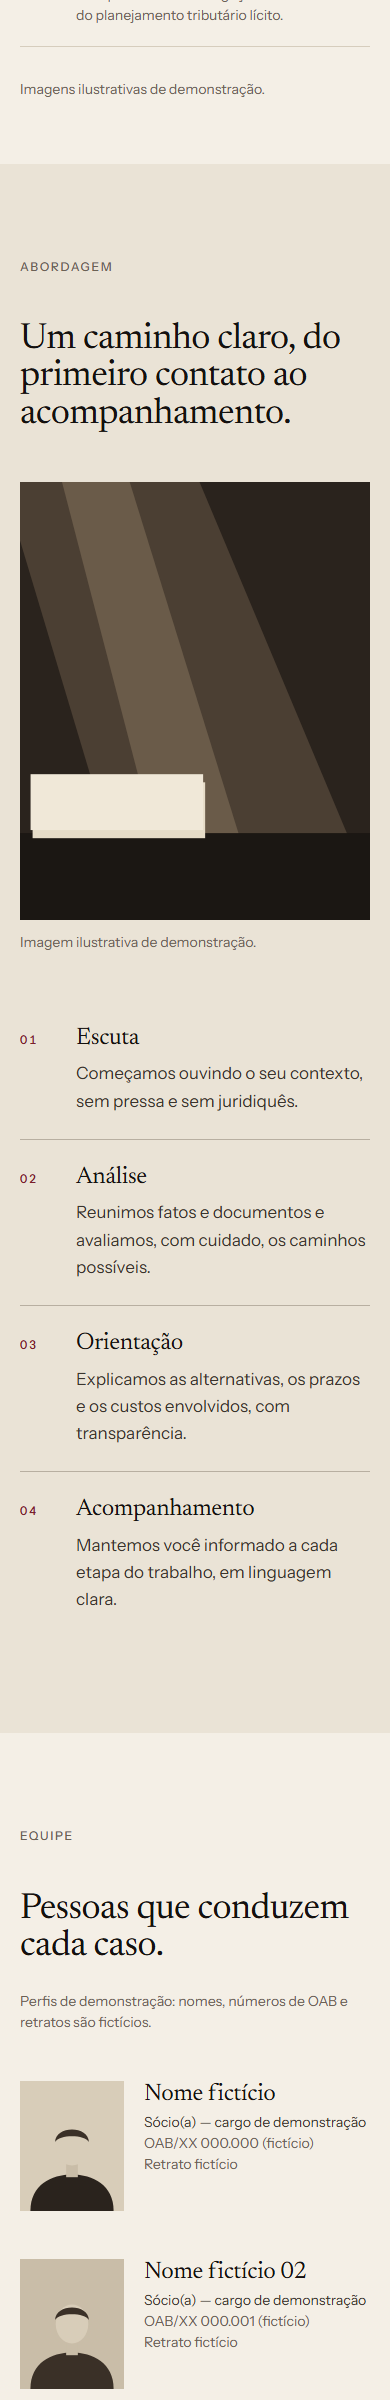 do planejamento tributário lícito.
Imagens ilustrativas de demonstração.
ABORDAGEM
Um caminho claro, do
primeiro contato ao
acompanhamento.
Imagem ilustrativa de demonstração.
01 Escuta
Começamos ouvindo o seu contexto,
sem pressa e sem juridiquês.
02 Análise
Reunimos fatos e documentos e
avaliamos, com cuidado, os caminhos
possíveis.
03 Orientação
Explicamos as alternativas, os prazos
e os custos envolvidos, com
transparência.
04 Acompanhamento
Mantemos você informado a cada
etapa do trabalho, em linguagem
clara.
EQUIPE
Pessoas que conduzem
cada caso.
Perfis de demonstração: nomes, números de OAB e
retratos são fictícios.
Nome fictício
Sócio(a) — cargo de demonstração
OAB/XX 000.000 (fictício)
Retrato fictício
Nome fictício 02
Sócio(a) — cargo de demonstração
OAB/XX 000.001 (fictício)
Retrato fictício